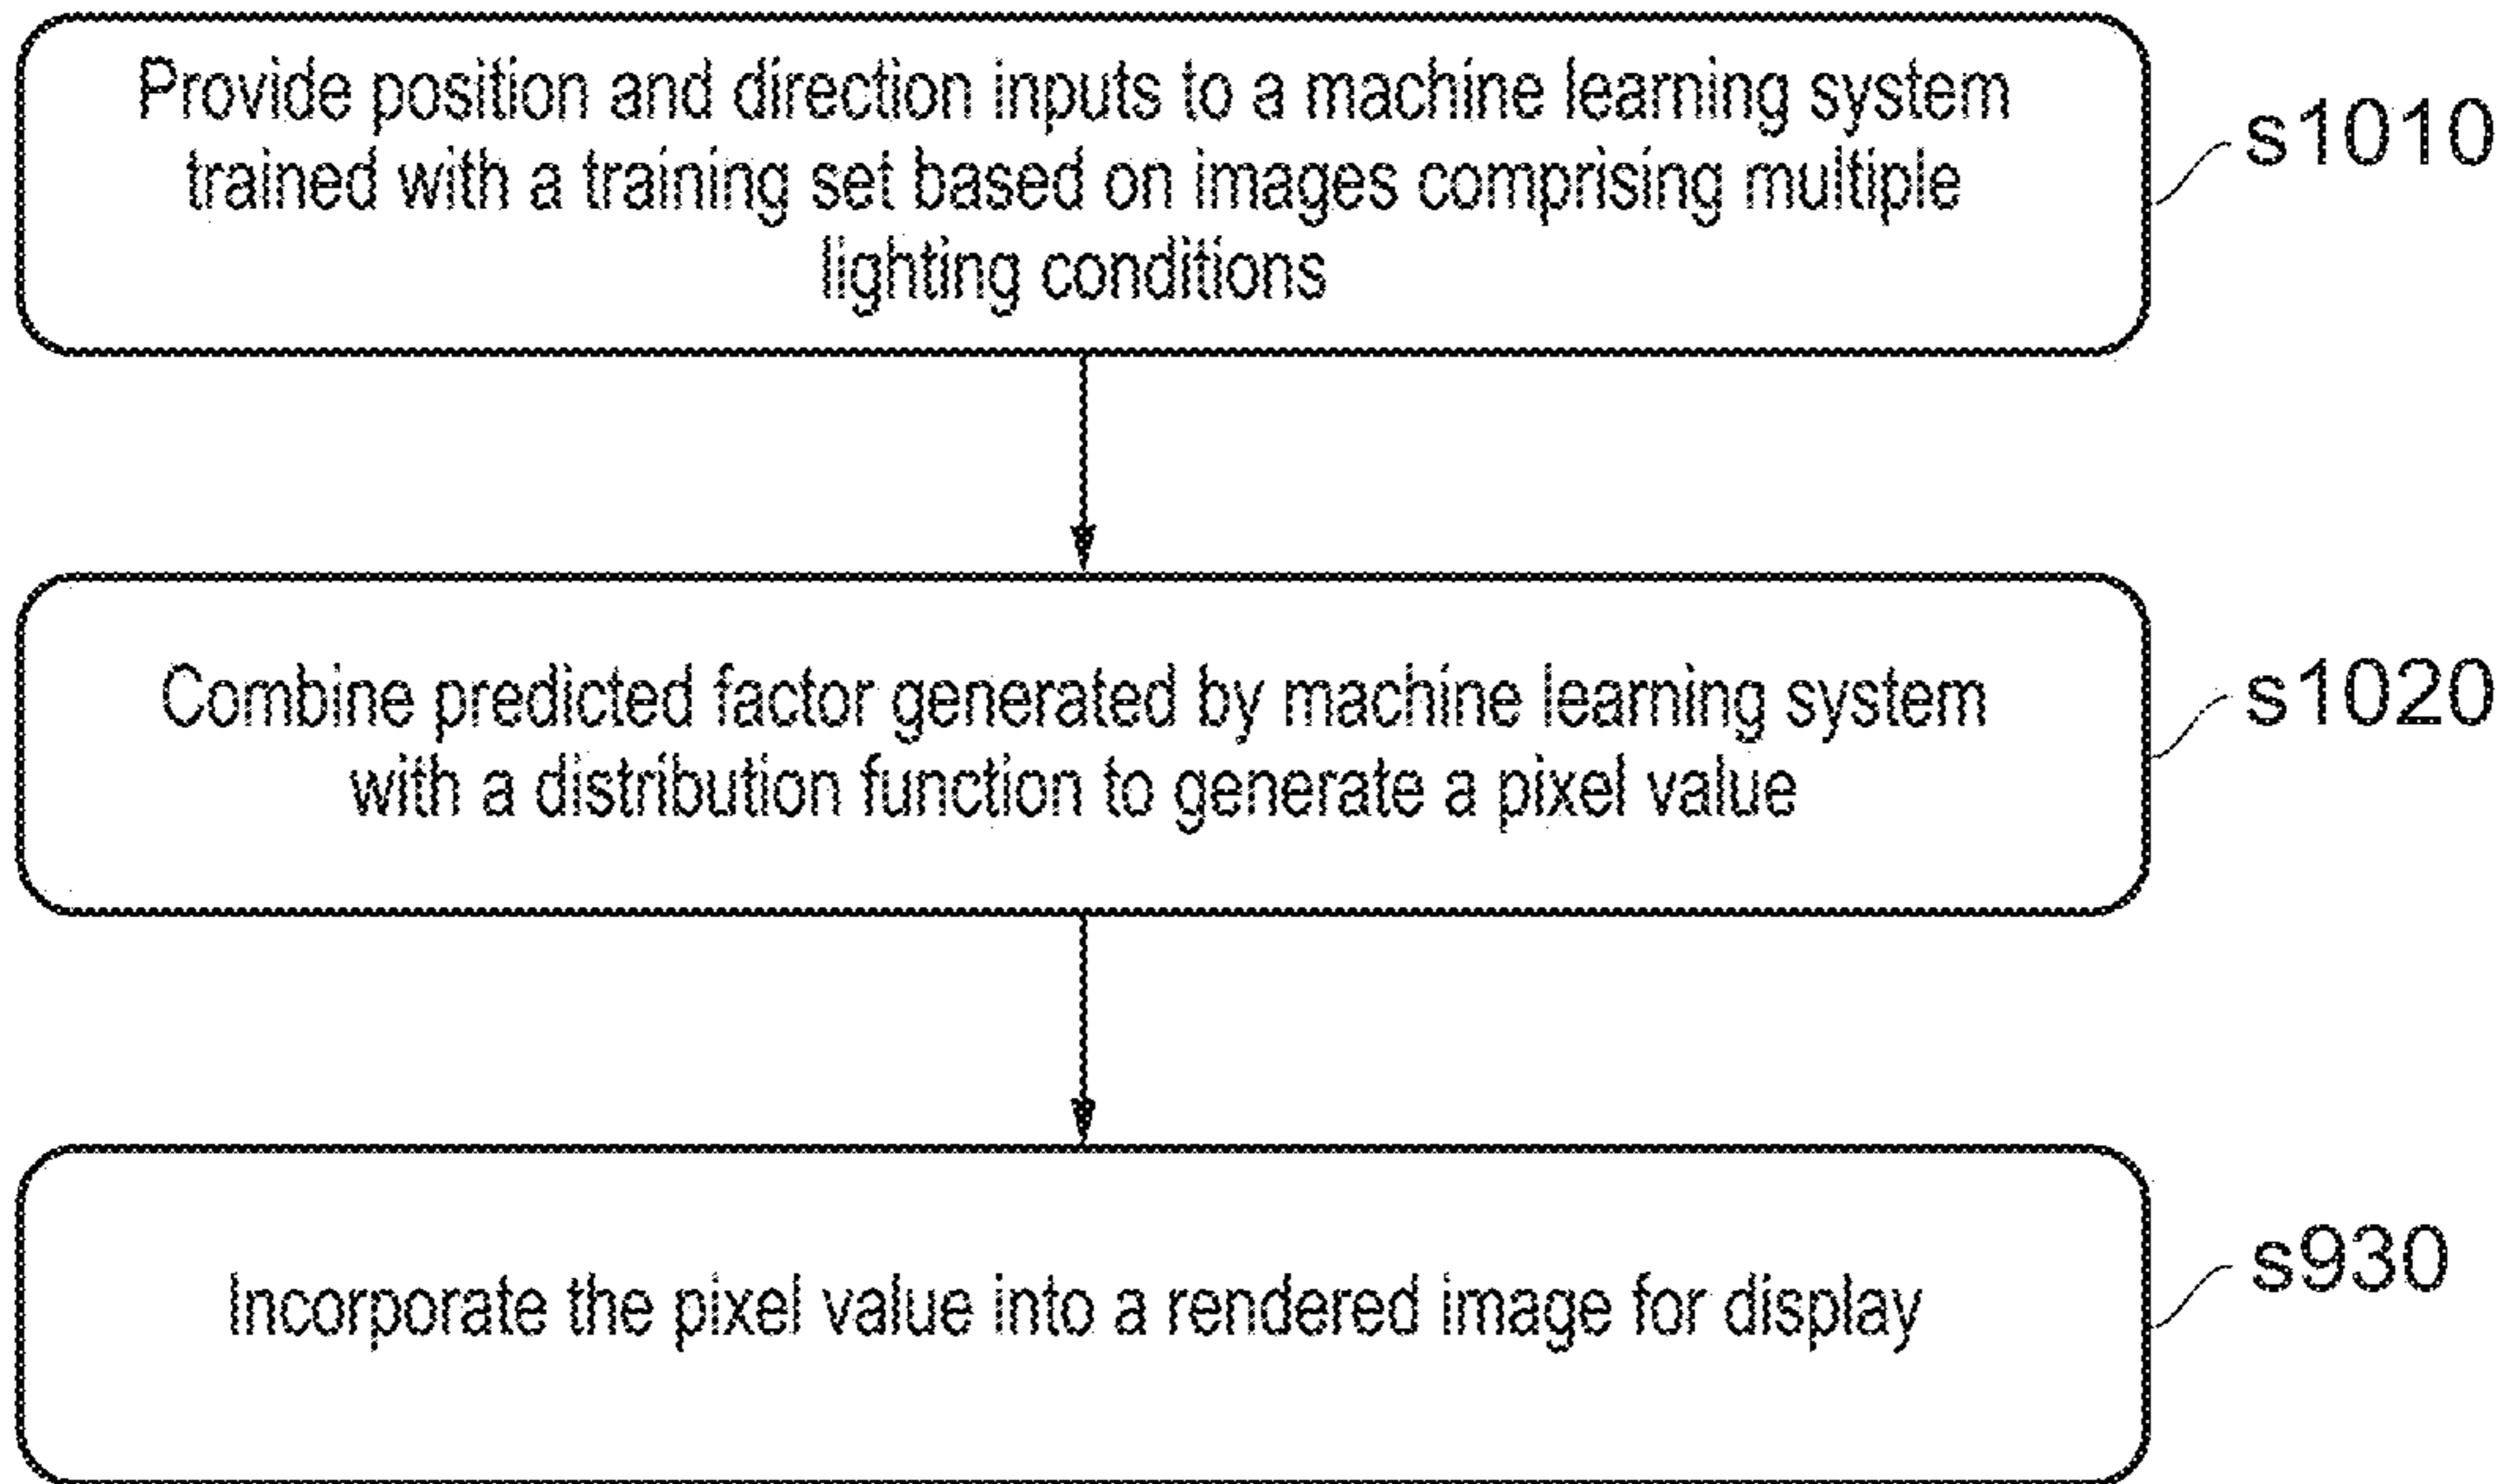 Provide position and direction inputs to a machine learning system
trained with a training set based on images comprising multiple
lighting conditions
s1010
Combine predicted factor generated by machine learning system
with a distribution function to generate a pixel value
s1020
Incorporate the pixel value into a rendered image for display
s930